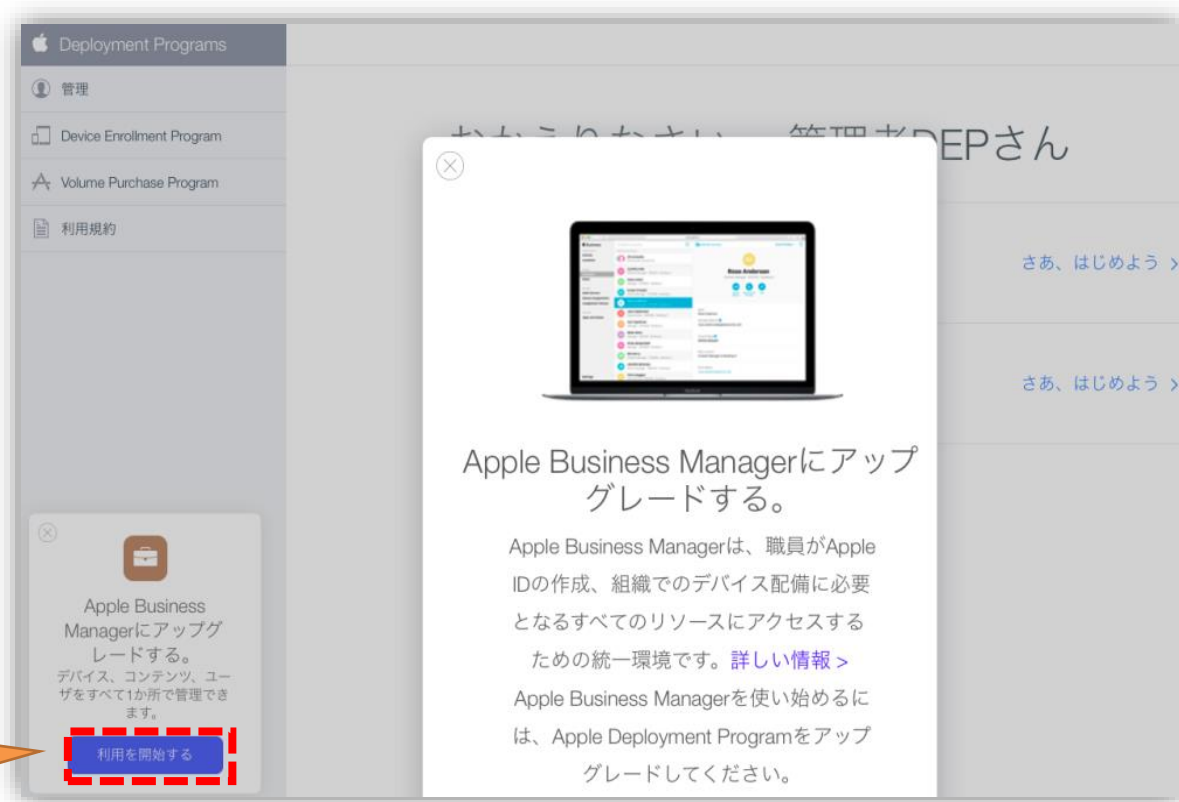 Deployment Programs
管理
Device Enrollment Program
Volume Purchase Program
利用規約
DEPさん
さあ、はじめよう >
さあ、はじめよう >
Apple Business Managerにアップ
グレードする。
Apple Business Managerは、職員がApple
IDの作成、組織でのデバイス配備に必要
となるすべてのリソースにアクセスする
ための統一環境です。詳しい情報 >
Apple Business Managerを使い始めるに
は、Apple Deployment Programをアップ
グレードしてください。
Apple Business
Managerにアップグ
レードする。
デバイス、コンテンツ、ユー
ザをすべて1か所で管理でき
ます。
利用を開始する